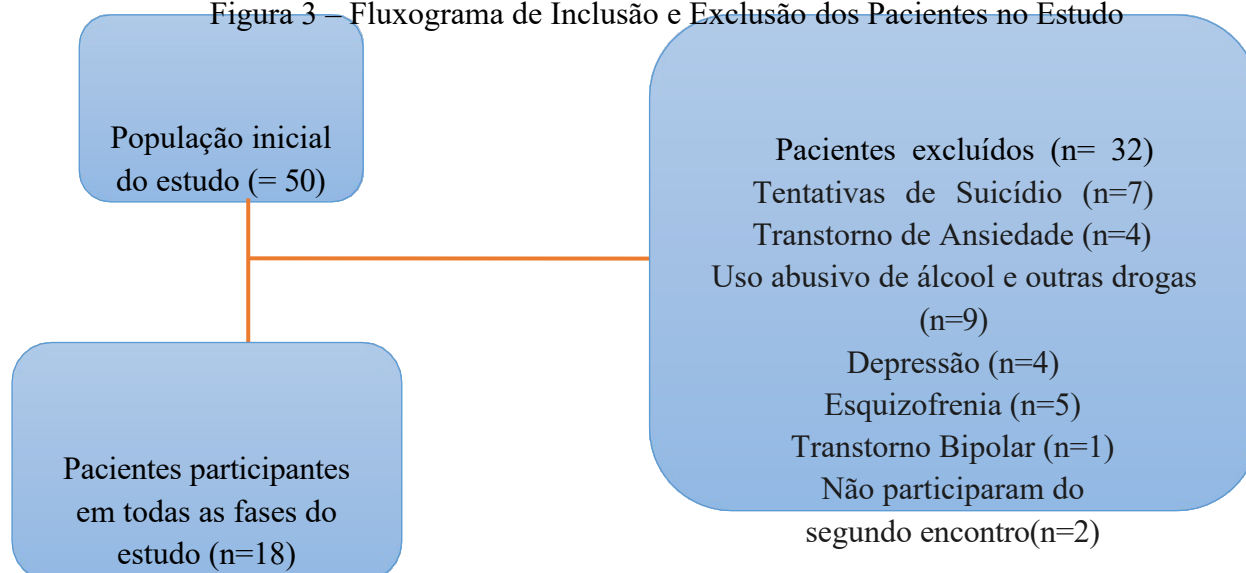 Figura 3 – Fluxograma de Inclusão e Exclusão dos Pacientes no Estudo
População inicial
do estudo (= 50)
Pacientes excluídos (n= 32)
Tentativas de Suicídio (n=7)
Transtorno de Ansiedade (n=4)
Uso abusivo de álcool e outras drogas
(n=9)
Depressão (n=4)
Esquizofrenia (n=5)
Transtorno Bipolar (n=1)
Não participaram do
segundo encontro(n=2)
Pacientes participantes
em todas as fases do
estudo (n=18)